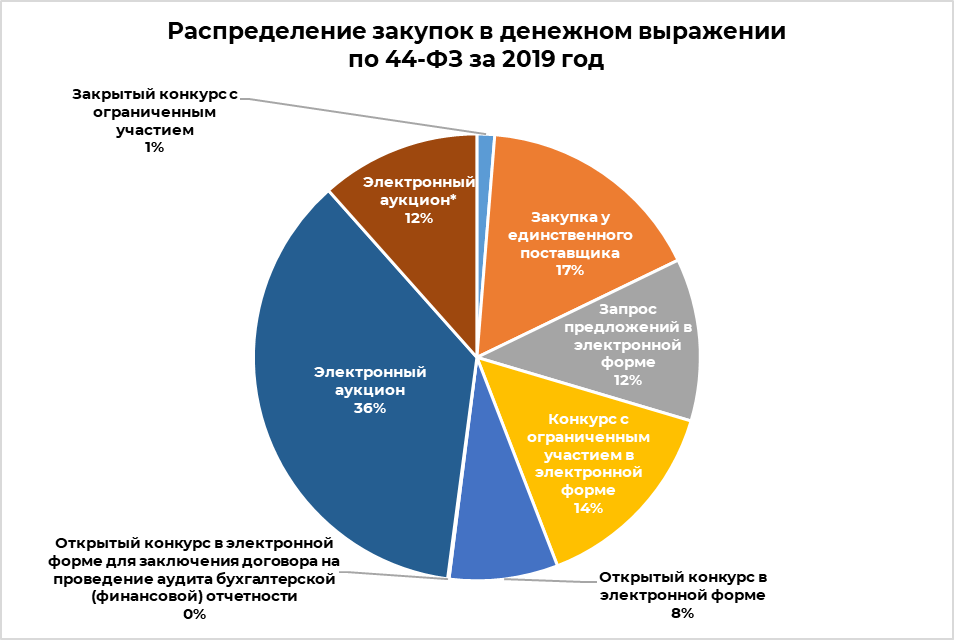 Распределение закупок в денежном выражении
по 44-ФЗ за 2019 год
Закрытый конкурс с
ограниченным
участием
1%
Закупка у
единственного
поставщика
17%
Запрос
предложений в
электронной
форме
12%
Конкурс с
ограниченным
участием в
электронной
форме
14%
Открытый конкурс в
электронной форме
8%
Открытый конкурс в электронной
форме для заключения договора на
проведение аудита бухгалтерской
(финансовой) отчетности
0%
Электронный
аукцион
36%
Электронный
аукцион*
12%